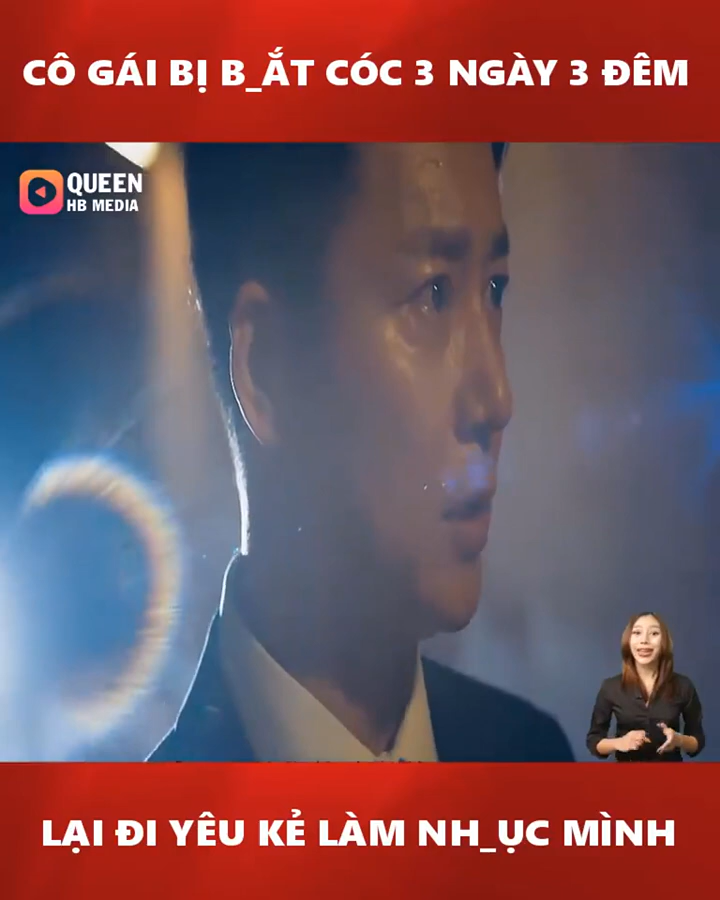 CÔ GÁI BỊ B_ẮT CÓC 3 NGÀY 3 ĐÊM
QUEEN
HB MEDIA
LẠI ĐI YÊU KẺ LÀM NH_ỤC MÌNH